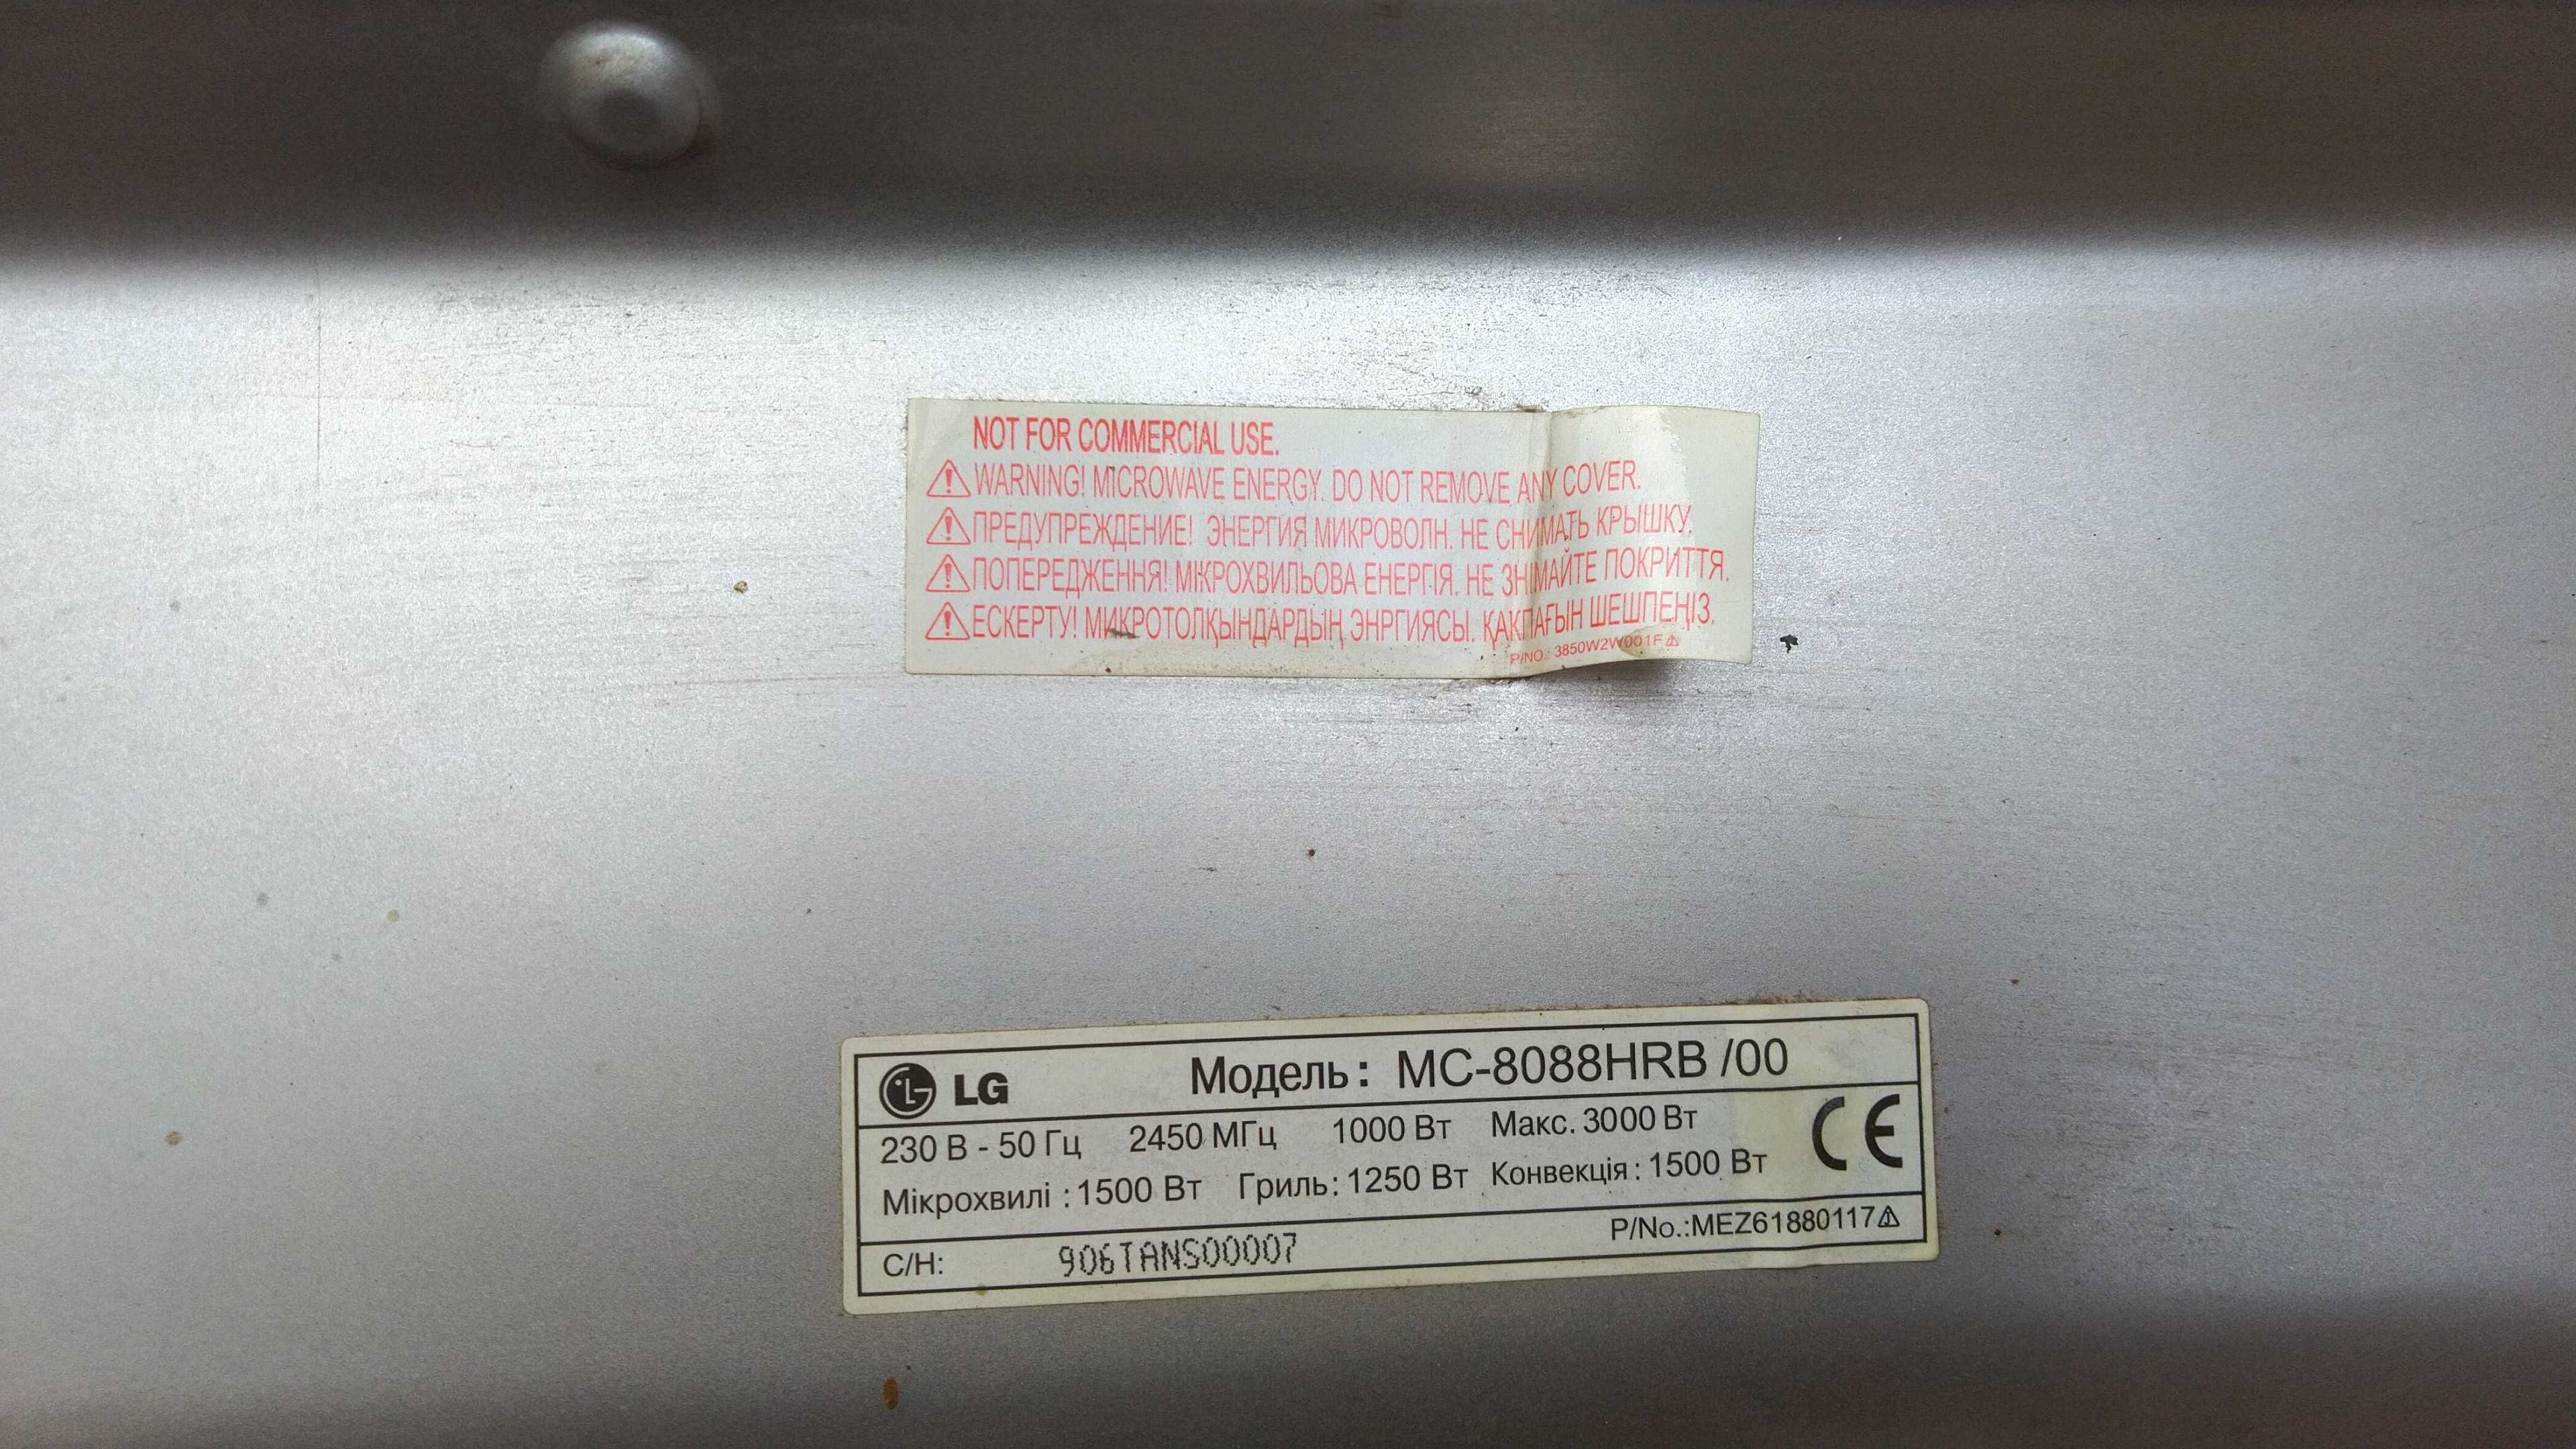 NOT FOR COMMERCIAL USE.
WARNING! MICROWAVE ENERGY. DO NOT REMOVE ANY COVER.
ПРЕДУПРЕЖДЕНИЕ! ЭНЕРГИЯ МИКРОВОЛН. НЕ СНИМАТЬ КРЫШКУ.
ПОПЕРЕДЖЕННЯ! МІКРОХВИЛЬОВА ЕНЕРГІЯ. НЕ ЗНІМАЙТЕ ПОКРИТТЯ.
ЕСКЕРТУ! МИКРОТОЛҚЫНДАРДЫҢ ЭНРГИЯСЫ. ҚАКПАҒЫН ШЕШПЕҢІЗ.
P/NO.: 3850W2W001F
LG Модель: MC-8088HRB /00
230 В - 50 Гц 2450 МГц 1000 Вт Макс. 3000 Вт CE
Мікрохвилі : 1500 Вт Гриль: 1250 Вт Конвекція : 1500 Вт
P/No.:MEZ61880117
С/Н: 906TANS00007